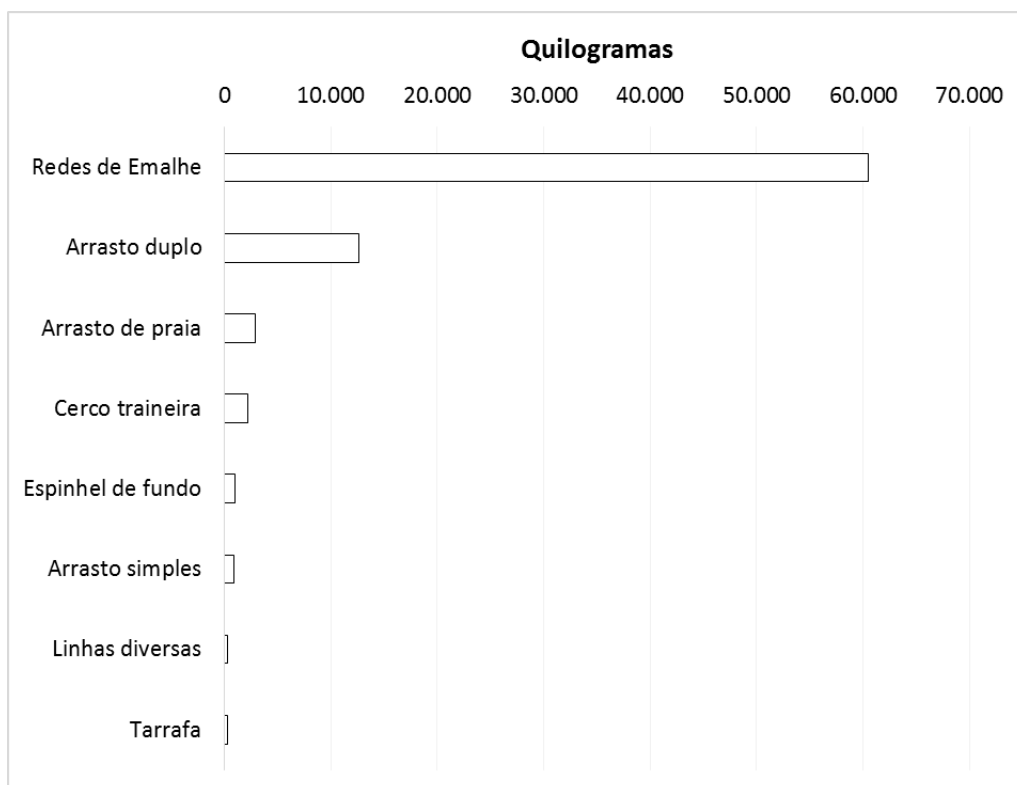 Quilogramas
0 10.000 20.000 30.000 40.000 50.000 60.000 70.000
Redes de Emalhe
Arrasto duplo
Arrasto de praia
Cerco traineira
Espinhel de fundo
Arrasto simples
Linhas diversas
Tarrafa